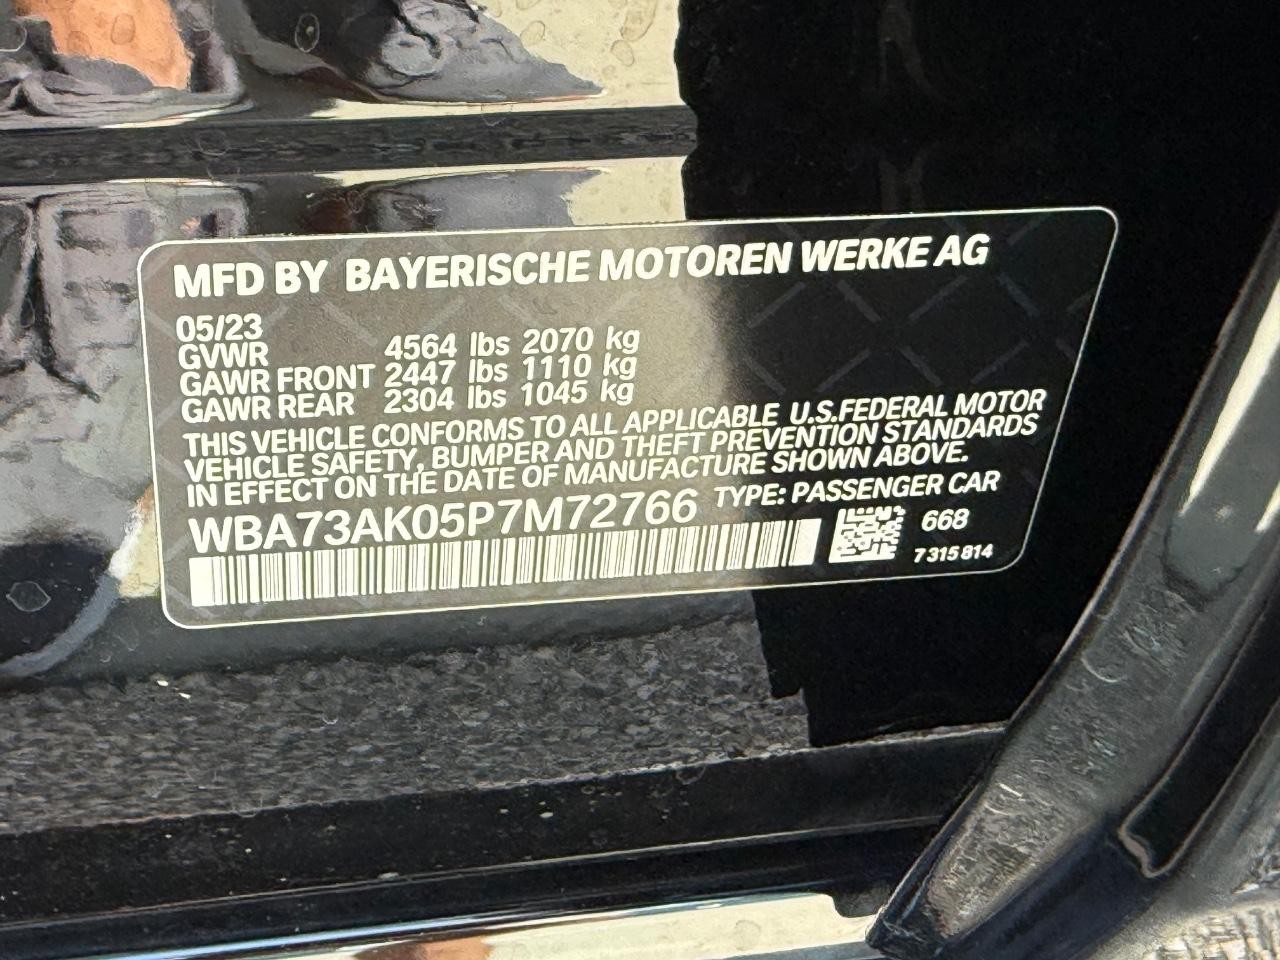 MFD BY BAYERISCHE MOTOREN WERKE AG
05/23
GVWR 4564 lbs 2070 kg
GAWR FRONT 2447 lbs 1110 kg
GAWR REAR 2304 lbs 1045 kg
THIS VEHICLE CONFORMS TO ALL APPLICABLE U.S.FEDERAL MOTOR
VEHICLE SAFETY, BUMPER AND THEFT PREVENTION STANDARDS
IN EFFECT ON THE DATE OF MANUFACTURE SHOWN ABOVE.
WBA73AK05P7M72766 TYPE: PASSENGER CAR
668
7 315 814